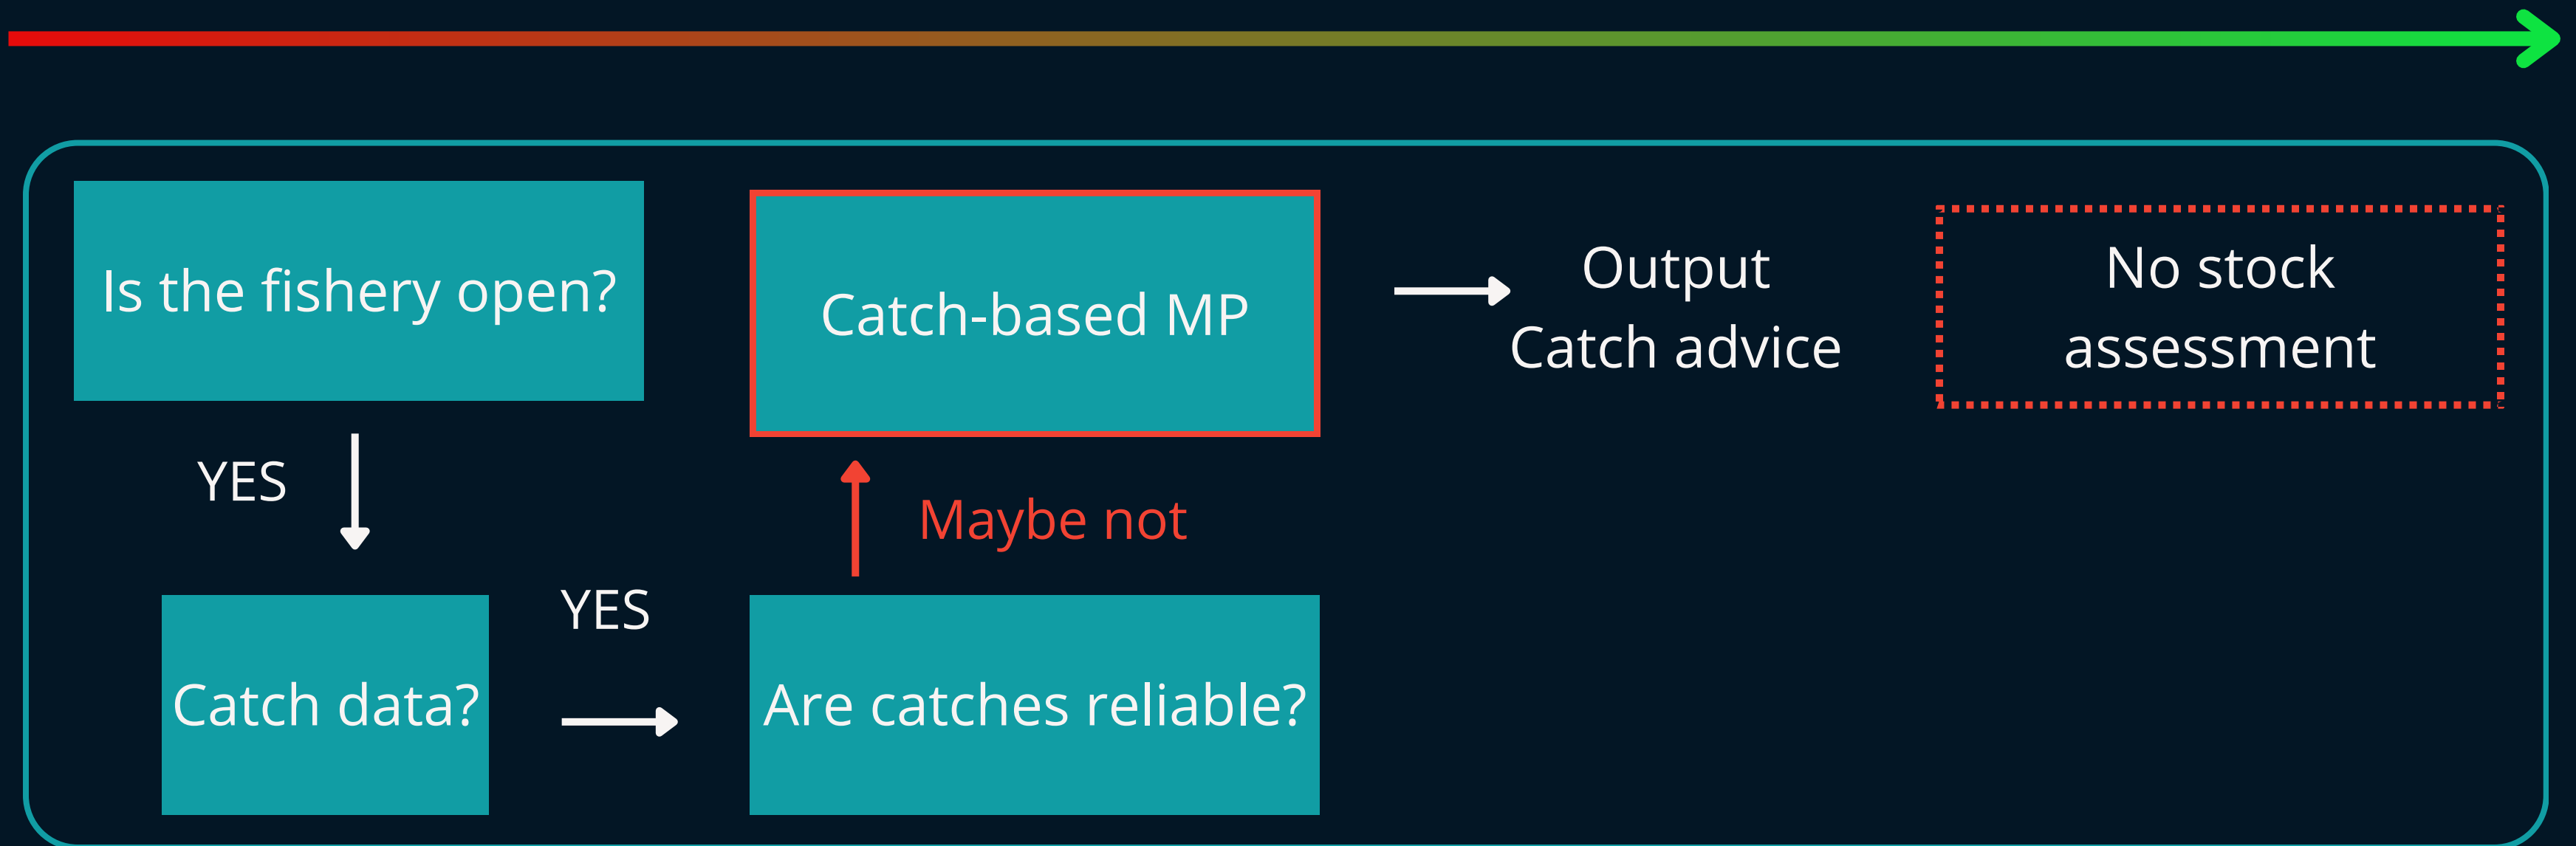 Is the fishery open?
YES
Catch data?
YES
Are catches reliable?
Maybe not
Catch-based MP
Output
Catch advice
No stock
assessment